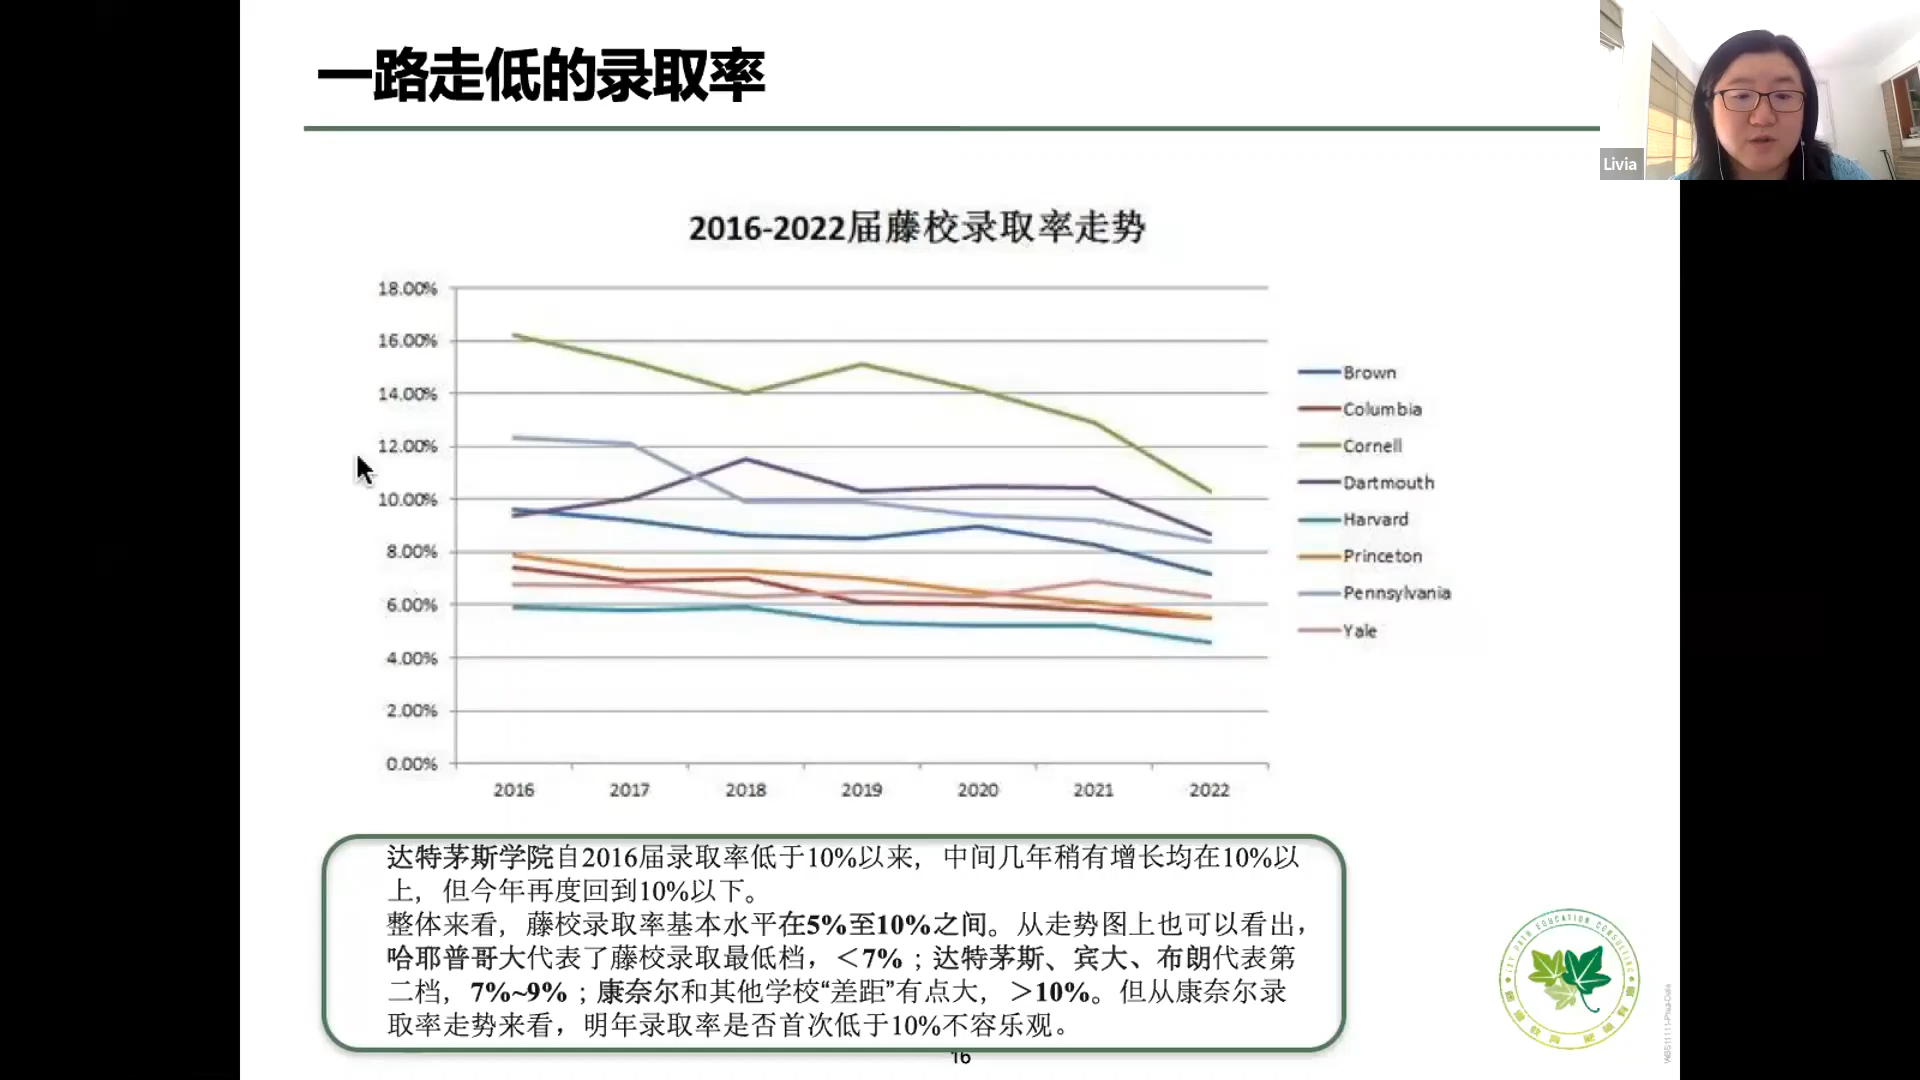 一路走低的录取率
Livia
2016-2022届藤校录取率走势
18.00%
16.00%
14.00%
12.00%
10.00%
8.00%
6.00%
4.00%
2.00%
0.00%
2016 2017 2018 2019 2020 2021 2022
Brown
Columbia
Cornell
Dartmouth
Harvard
Princeton
Pennsylvania
Yale
达特茅斯学院自2016届录取率低于10%以来，中间几年稍有增长均在10%以
上，但今年再度回到10%以下。
整体来看，藤校录取率基本水平在5%至10%之间。从走势图上也可以看出，
哈耶普哥大代表了藤校录取最低档，＜7%；达特茅斯、宾大、布朗代表第
二档，7%~9%；康奈尔和其他学校“差距”有点大，＞10%。但从康奈尔录
取率走势来看，明年录取率是否首次低于10%不容乐观。
16